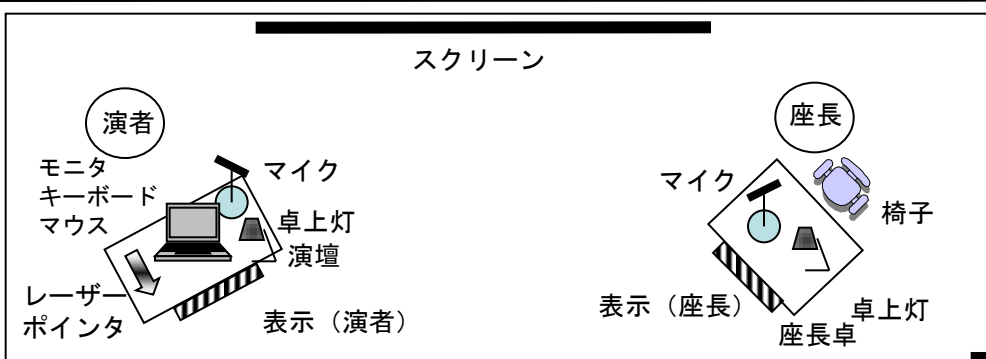 スクリーン
演者
座長
モニタ
キーボード
マウス
マイク
卓上灯
演壇
レーザー
ポインタ
表示（演者）
マイク
椅子
表示（座長）
卓上灯
座長卓